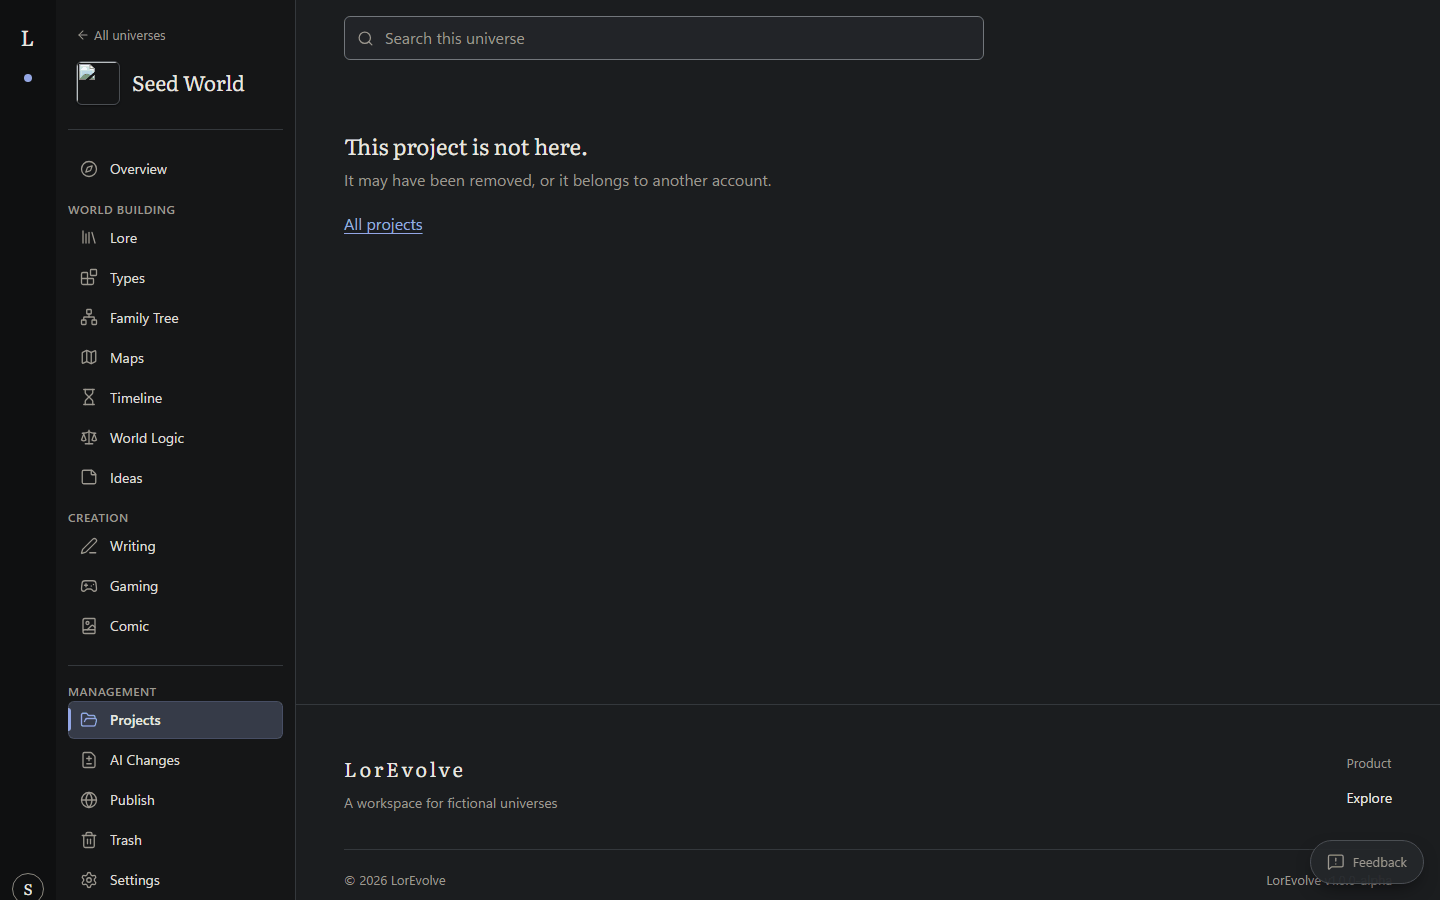 L
← All universes
Seed World
Search this universe
This project is not here.
It may have been removed, or it belongs to another account.
All projects
Overview
WORLD BUILDING
Lore
Types
Family Tree
Maps
Timeline
World Logic
Ideas
CREATION
Writing
Gaming
Comic
MANAGEMENT
Projects
AI Changes
Publish
Trash
Settings
S
LorEvolve
A workspace for fictional universes
Product
Explore
Feedback
© 2026 LorEvolve
LorEvolve